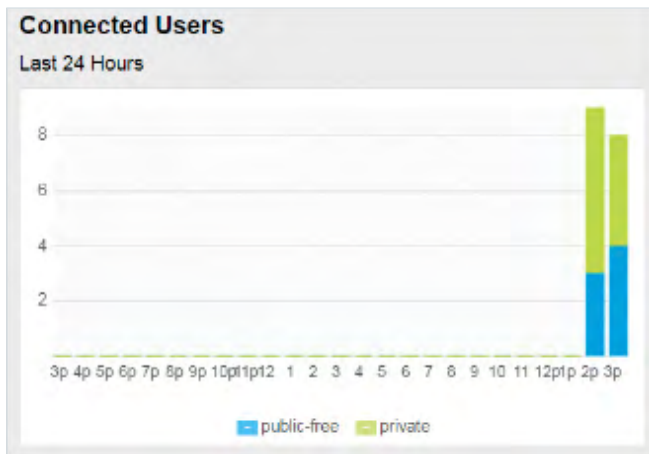 Connected Users
Last 24 Hours
8
6
4
2
3p 4p 5p 6p 7p 8p 9p 10p11p12 1 2 3 4 5 6 7 8 9 10 11 12p1p 2p 3p
public-free private